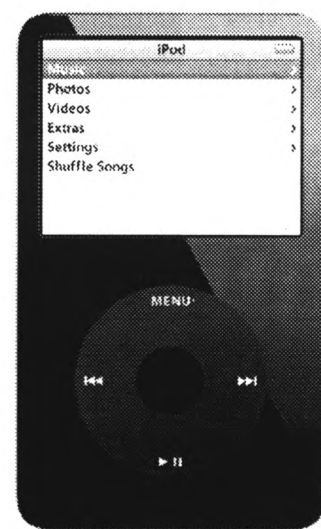 iPod
Music
Photos
Videos
Extras
Settings
Shuffle Songs
MENU